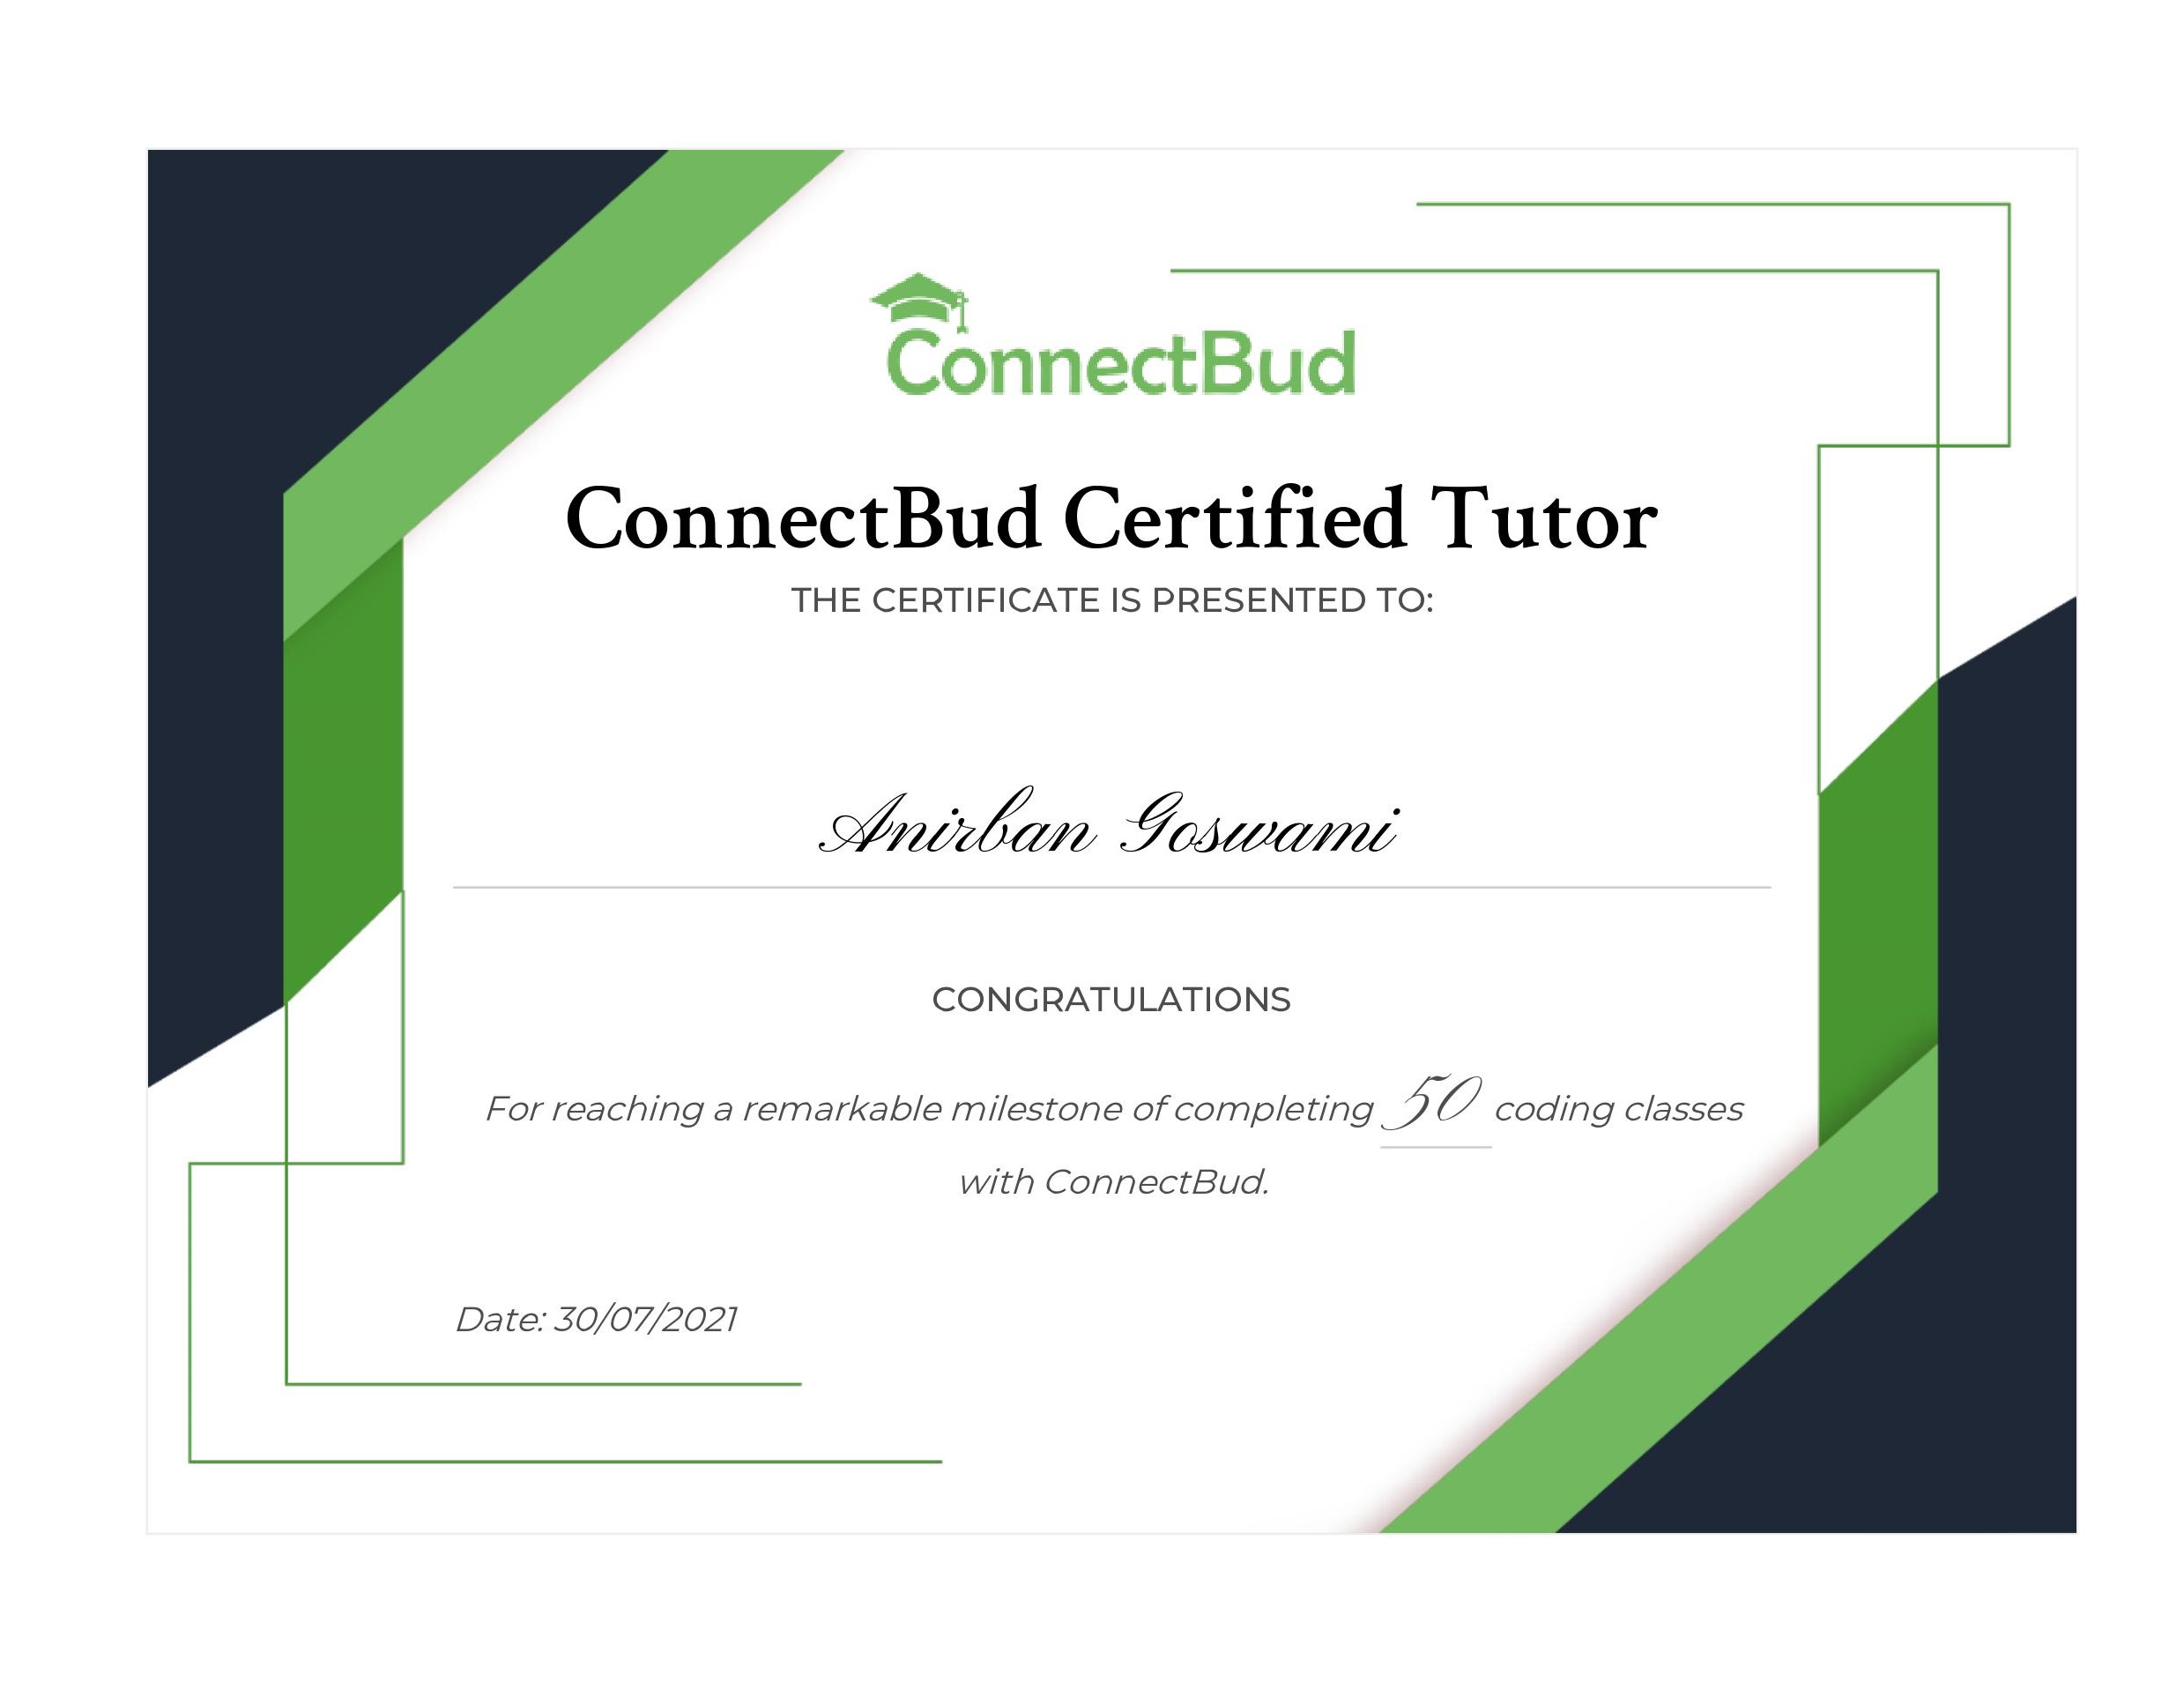 ConnectBud
ConnectBud Certified Tutor
THE CERTIFICATE IS PRESENTED TO:
Anirban Goswami
CONGRATULATIONS
For reaching a remarkable milestone of completing 50 coding classes
with ConnectBud.
Date: 30/07/2021